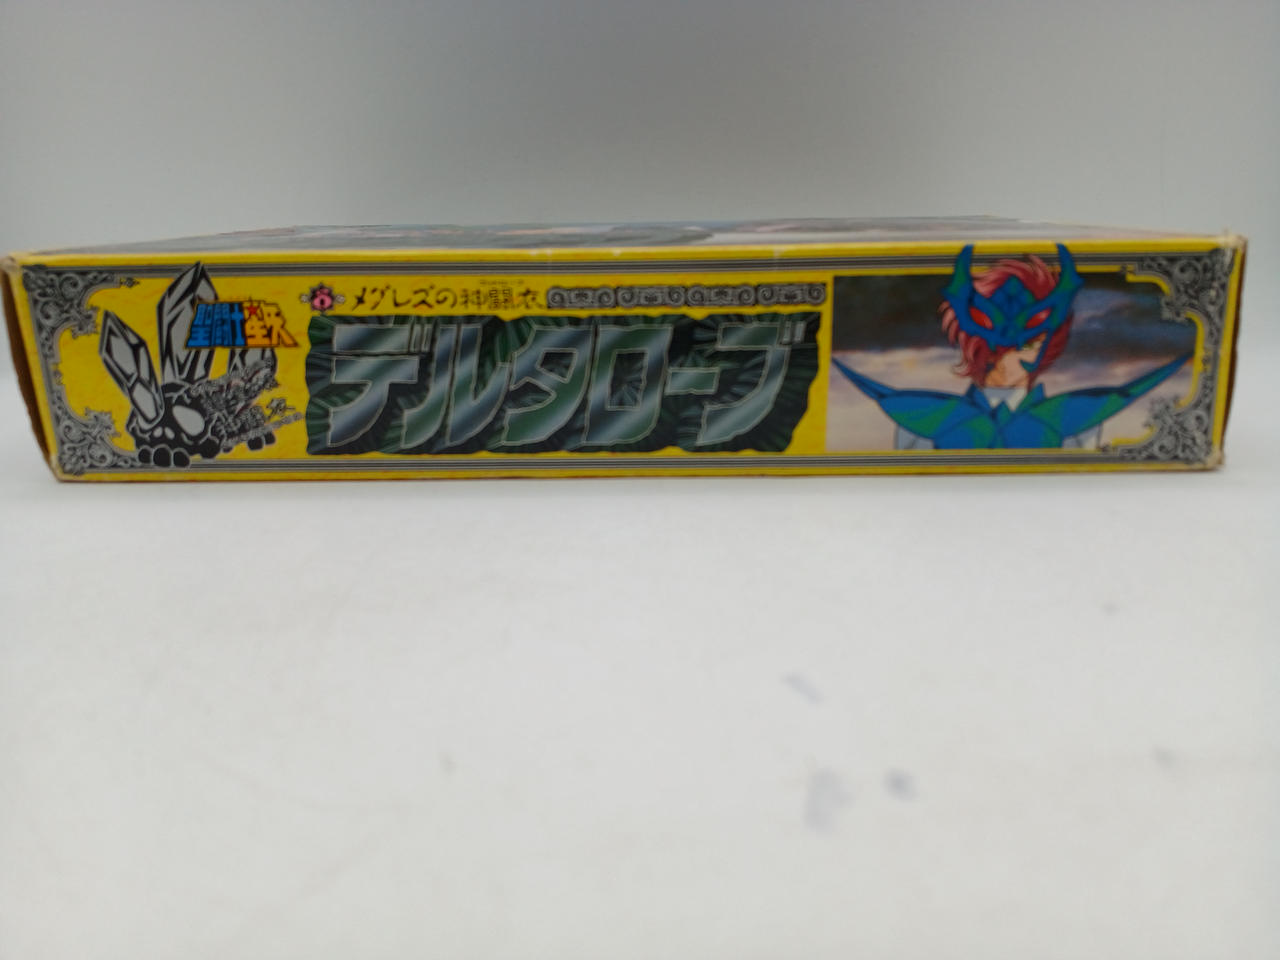 聖闘士星矢
メグレズの神闘衣
デルタローブ